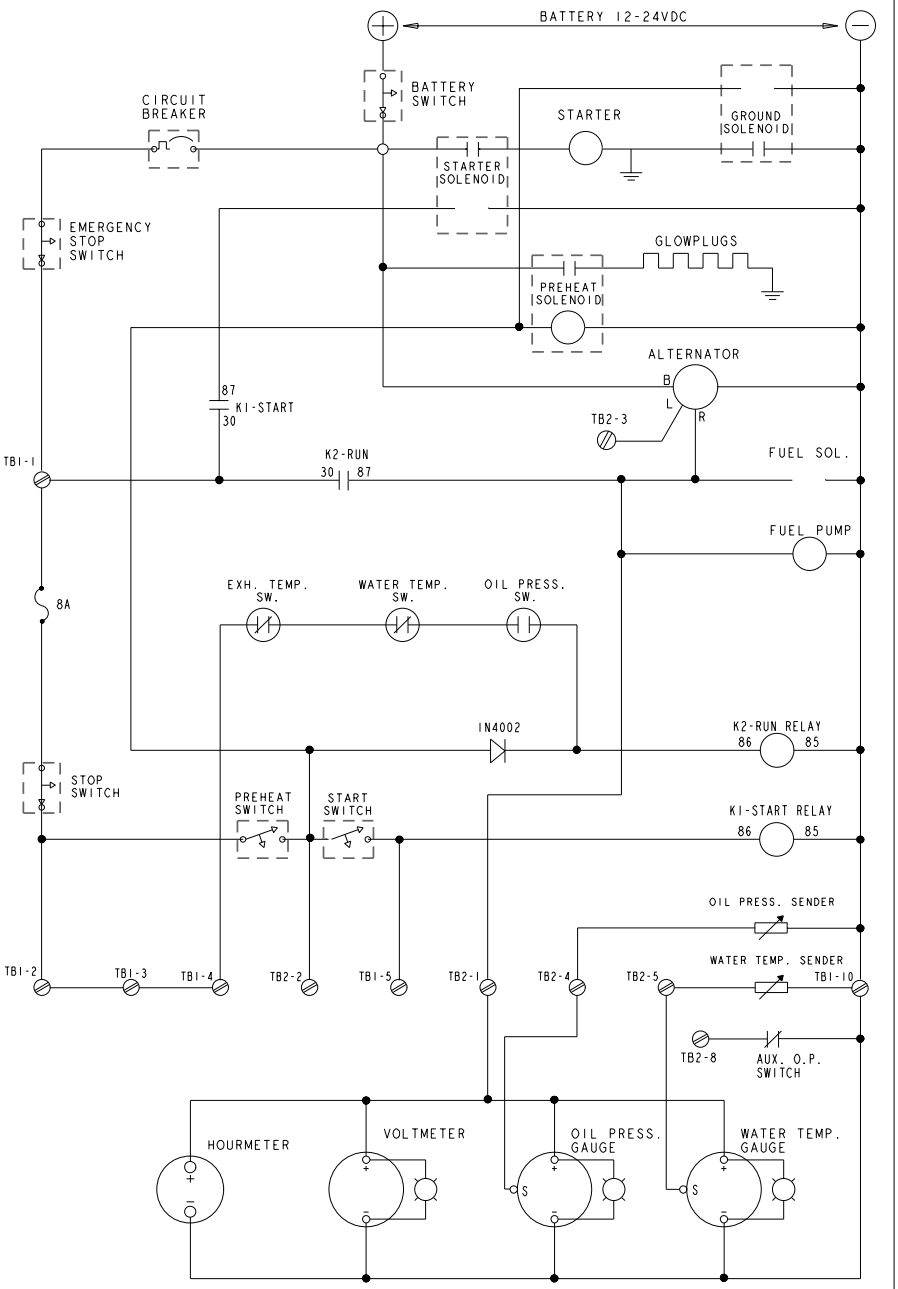 BATTERY 12-24VDC
BATTERY
SWITCH
CIRCUIT
BREAKER
STARTER
GROUND
SOLENOID
STARTER
SOLENOID
EMERGENCY
STOP
SWITCH
GLOWPLUGS
PREHEAT
SOLENOID
ALTERNATOR
B
L
R
87
K1-START
30
TB2-3
TB1-1
K2-RUN
30 87
FUEL SOL.
FUEL PUMP
8A
EXH. TEMP.
SW.
WATER TEMP.
SW.
OIL PRESS.
SW.
1N4002
K2-RUN RELAY
86 85
STOP
SWITCH
PREHEAT
SWITCH
START
SWITCH
K1-START RELAY
86 85
OIL PRESS. SENDER
WATER TEMP. SENDER
TB1-2
TB1-3
TB1-4
TB2-2
TB1-5
TB2-1
TB2-4
TB2-5
TB1-10
TB2-8
AUX. O.P.
SWITCH
HOURMETER
VOLTMETER
OIL PRESS.
GAUGE
WATER TEMP.
GAUGE
+
-
+
-
+
S
-
+
S
-